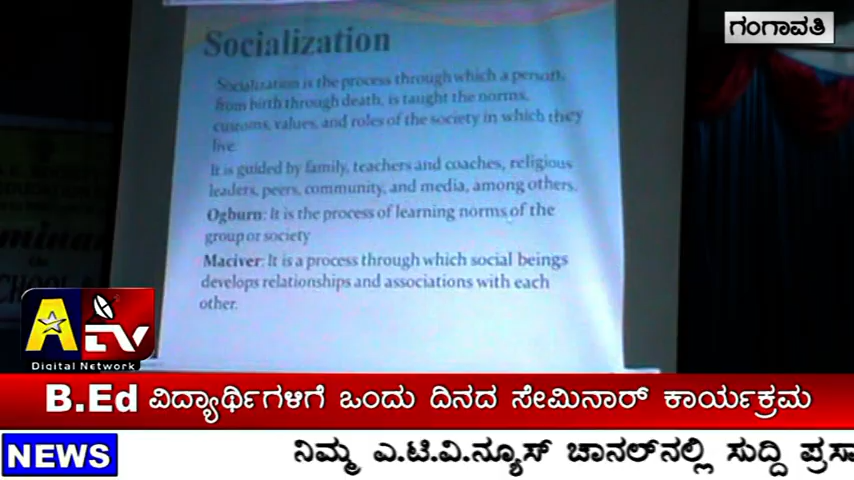 ಗಂಗಾವತಿ
Socialization
Socialization is the process through which a person,
from birth through death, is taught the norms,
customs, values, and roles of the society in which they
live.
It is guided by family, teachers and coaches, religious
leaders, peers, community, and media, among others.
Ogburn: It is the process of learning norms of the
group or society
Maciver: It is a process through which social beings
develops relationships and associations with each
other.
minar
CHOOL
A tv
Digital Network
B.Ed ವಿದ್ಯಾರ್ಥಿಗಳಿಗೆ ಒಂದು ದಿನದ ಸೇಮಿನಾರ್ ಕಾರ್ಯಕ್ರಮ
NEWS ನಿಮ್ಮ ಎ.ಟಿ.ವಿ.ನ್ಯೂಸ್ ಚಾನಲ್‌ನಲ್ಲಿ ಸುದ್ದಿ ಪ್ರಸಾ